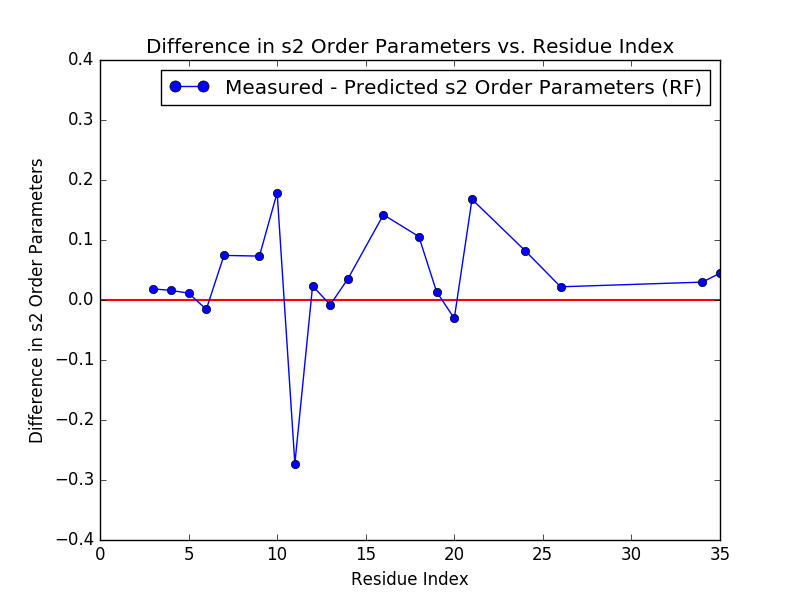 Difference in s2 Order Parameters vs. Residue Index
Measured - Predicted s2 Order Parameters (RF)
Difference in s2 Order Parameters
0.4
0.3
0.2
0.1
0.0
−0.1
−0.2
−0.3
−0.4
0 5 10 15 20 25 30 35
Residue Index